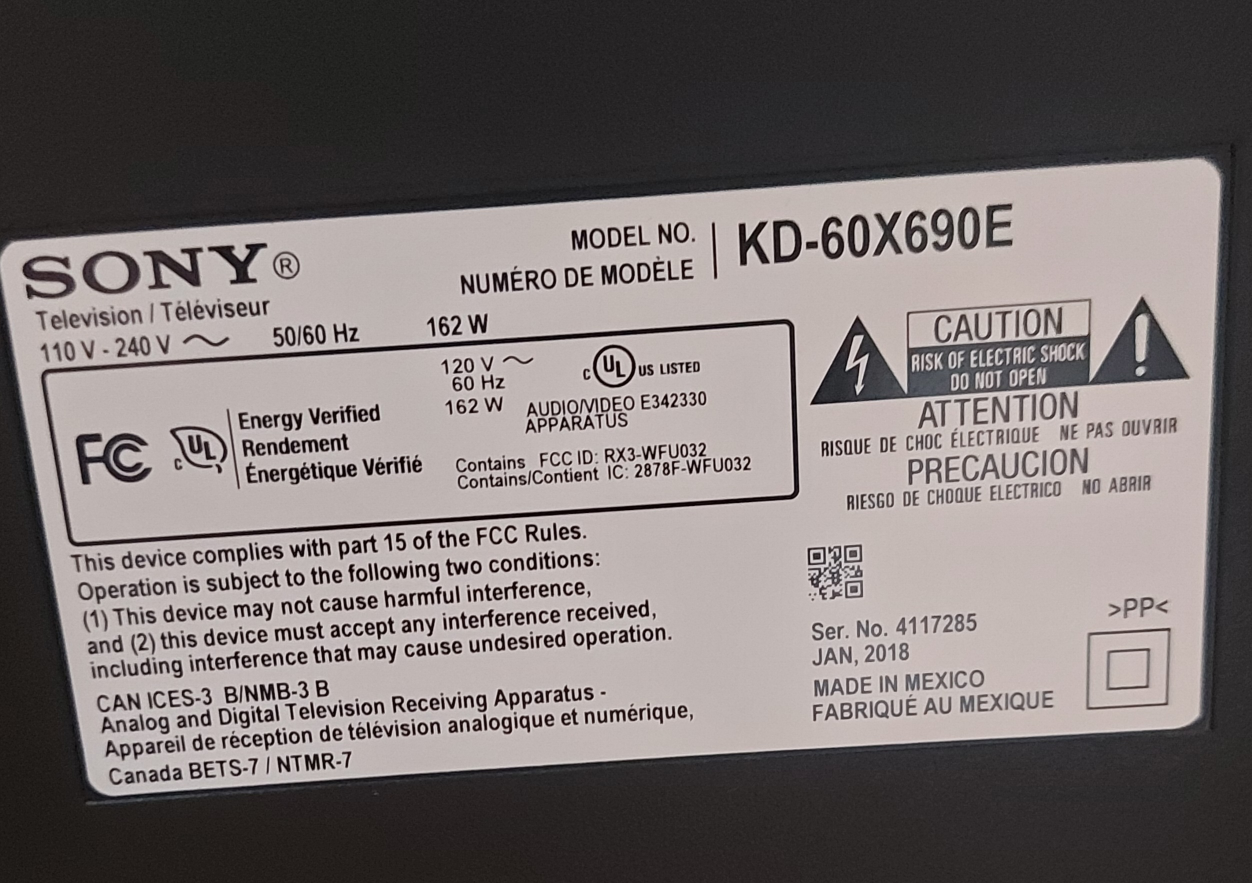 SONY®
Television / Téléviseur
110 V - 240 V ~ 50/60 Hz 162 W
MODEL NO.
NUMÉRO DE MODÈLE
KD-60X690E
FC
c UL
Energy Verified
Rendement
Énergétique Vérifié
120 V ~
60 Hz
162 W
c UL US LISTED
AUDIO/VIDEO E342330
APPARATUS
Contains FCC ID: RX3-WFU032
Contains/Contient IC: 2878F-WFU032
CAUTION
RISK OF ELECTRIC SHOCK
DO NOT OPEN
ATTENTION
RISQUE DE CHOC ÉLECTRIQUE NE PAS OUVRIR
PRECAUCION
RIESGO DE CHOQUE ELECTRICO NO ABRIR
This device complies with part 15 of the FCC Rules.
Operation is subject to the following two conditions:
(1) This device may not cause harmful interference,
and (2) this device must accept any interference received,
including interference that may cause undesired operation.
CAN ICES-3 B/NMB-3 B
Analog and Digital Television Receiving Apparatus -
Appareil de réception de télévision analogique et numérique,
Canada BETS-7 / NTMR-7
Ser. No. 4117285
JAN, 2018
MADE IN MEXICO
FABRIQUÉ AU MEXIQUE
>PP<